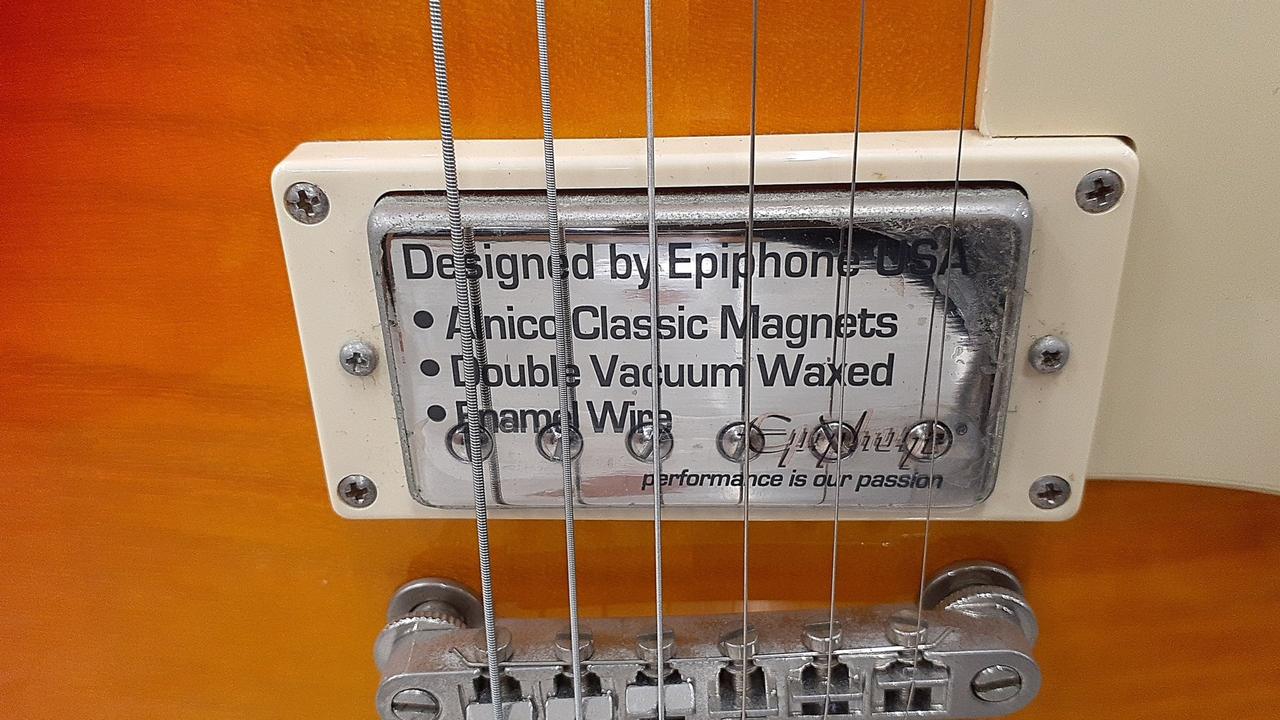 Designed by Epiphone USA
• Alnico Classic Magnets
• Double Vacuum Waxed
• Enamel Wire
Epiphone®
performance is our passion